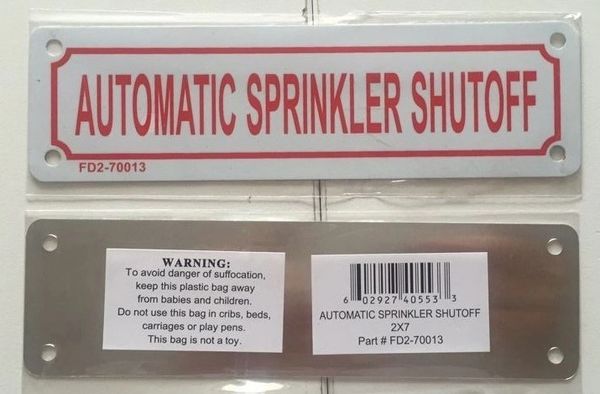 AUTOMATIC SPRINKLER SHUTOFF
FD2-70013
WARNING:
To avoid danger of suffocation,
keep this plastic bag away
from babies and children.
Do not use this bag in cribs, beds,
carriages or play pens.
This bag is not a toy.
6 02927 40553 3
AUTOMATIC SPRINKLER SHUTOFF
2X7
Part # FD2-70013